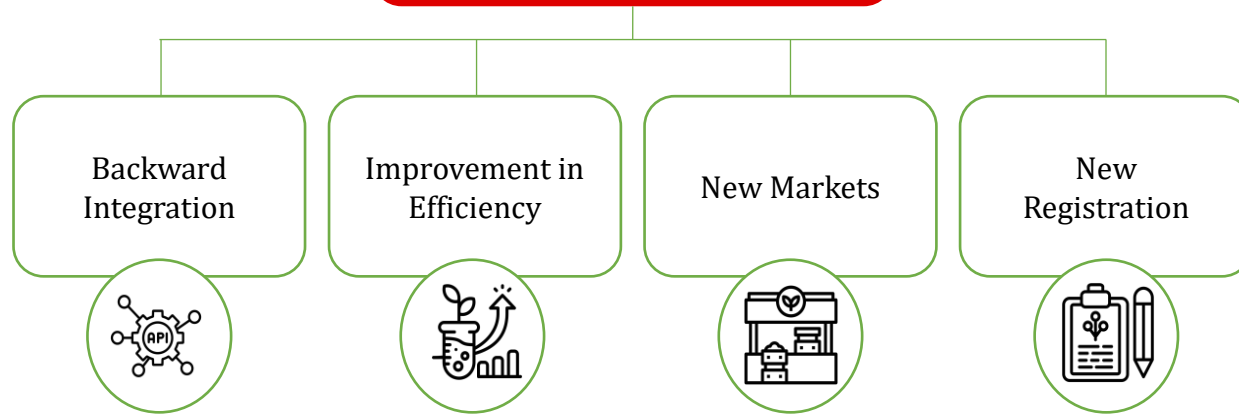 Backward
Integration
Improvement in
Efficiency
New Markets
New
Registration
API